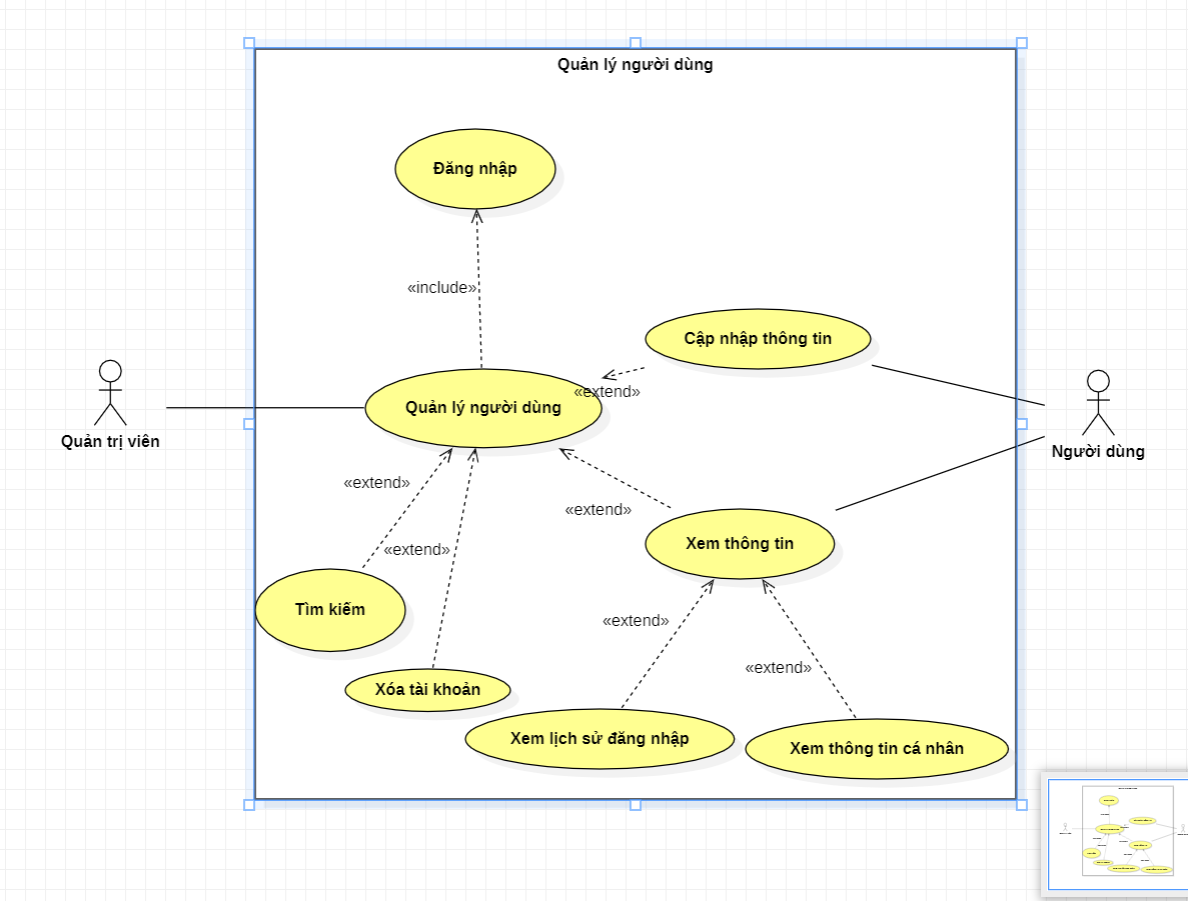 Quản lý người dùng
Đăng nhập
«include»
Cập nhập thông tin
«extend»
Quản lý người dùng
Quản trị viên
Người dùng
«extend»
«extend»
«extend»
Xem thông tin
Tìm kiếm
«extend»
«extend»
Xóa tài khoản
Xem lịch sử đăng nhập
Xem thông tin cá nhân